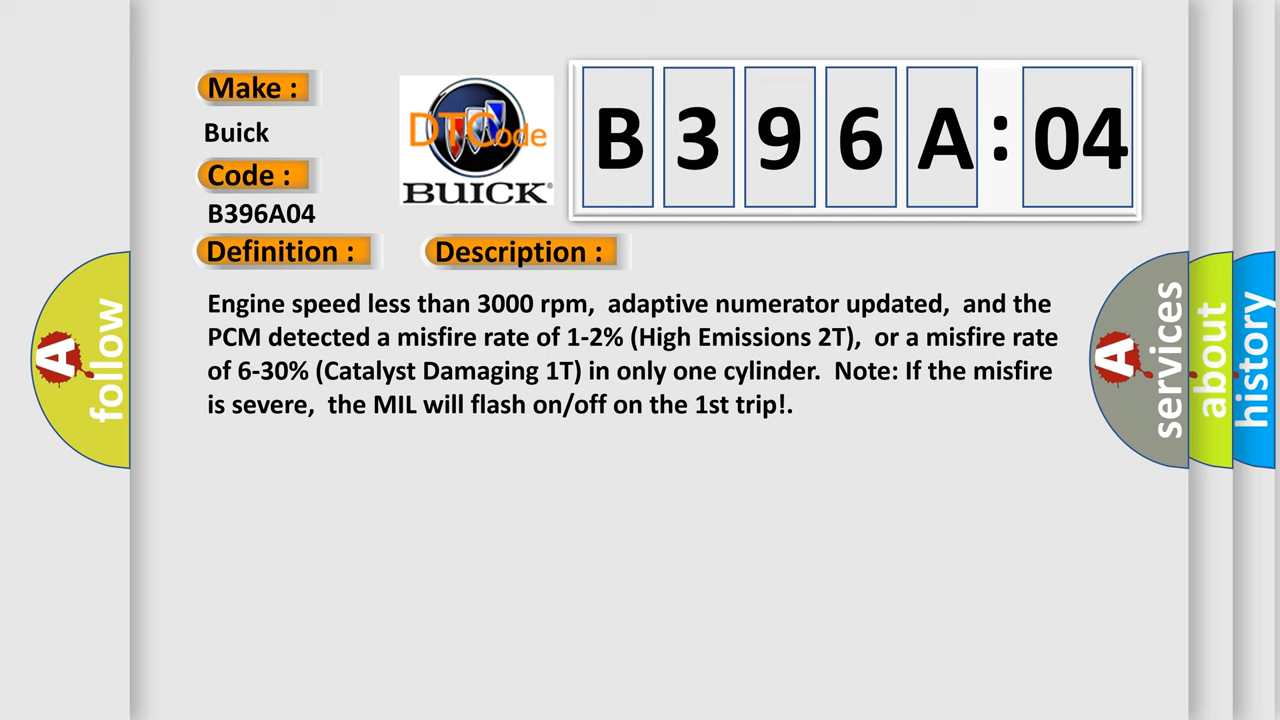 Make :
Buick
Code :
B396A04
Definition :
Description :
DTCode
BUICK®
B396A:04
Engine speed less than 3000 rpm, adaptive numerator updated, and the
PCM detected a misfire rate of 1-2% (High Emissions 2T), or a misfire rate
of 6-30% (Catalyst Damaging 1T) in only one cylinder. Note: If the misfire
is severe, the MIL will flash on/off on the 1st trip!.
A
follow
A
services
about
history